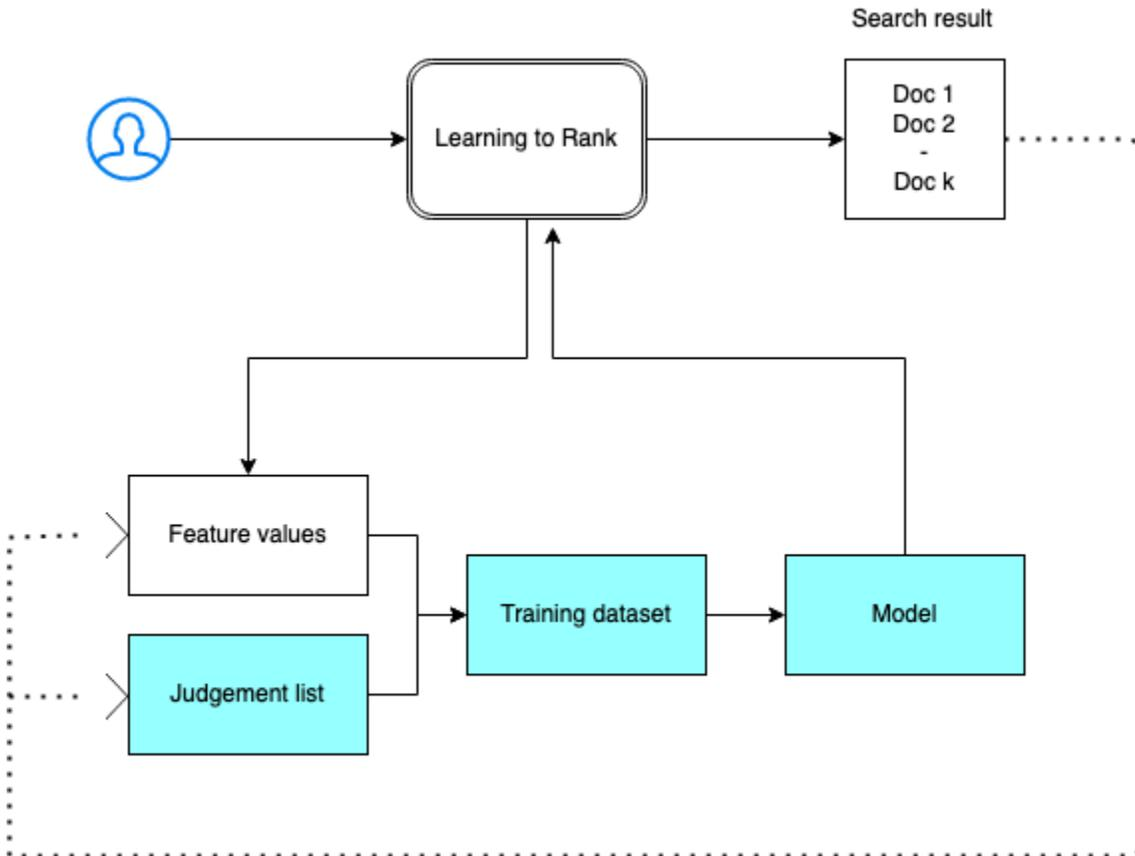 Search result
Learning to Rank
Doc 1
Doc 2
-
Doc k
Feature values
Training dataset
Model
Judgement list